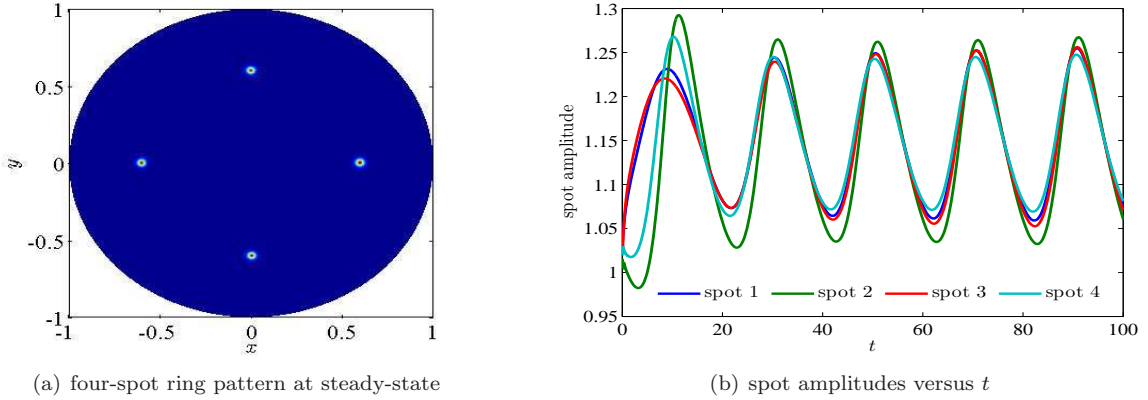 1
0.5
0
-0.5
-1
-1 -0.5 0 0.5 1
y
x
(a) four-spot ring pattern at steady-state
1.3
1.25
1.2
1.15
1.1
1.05
1
0.95
0 20 40 60 80 100
spot amplitude
t
spot 1 spot 2 spot 3 spot 4
(b) spot amplitudes versus t